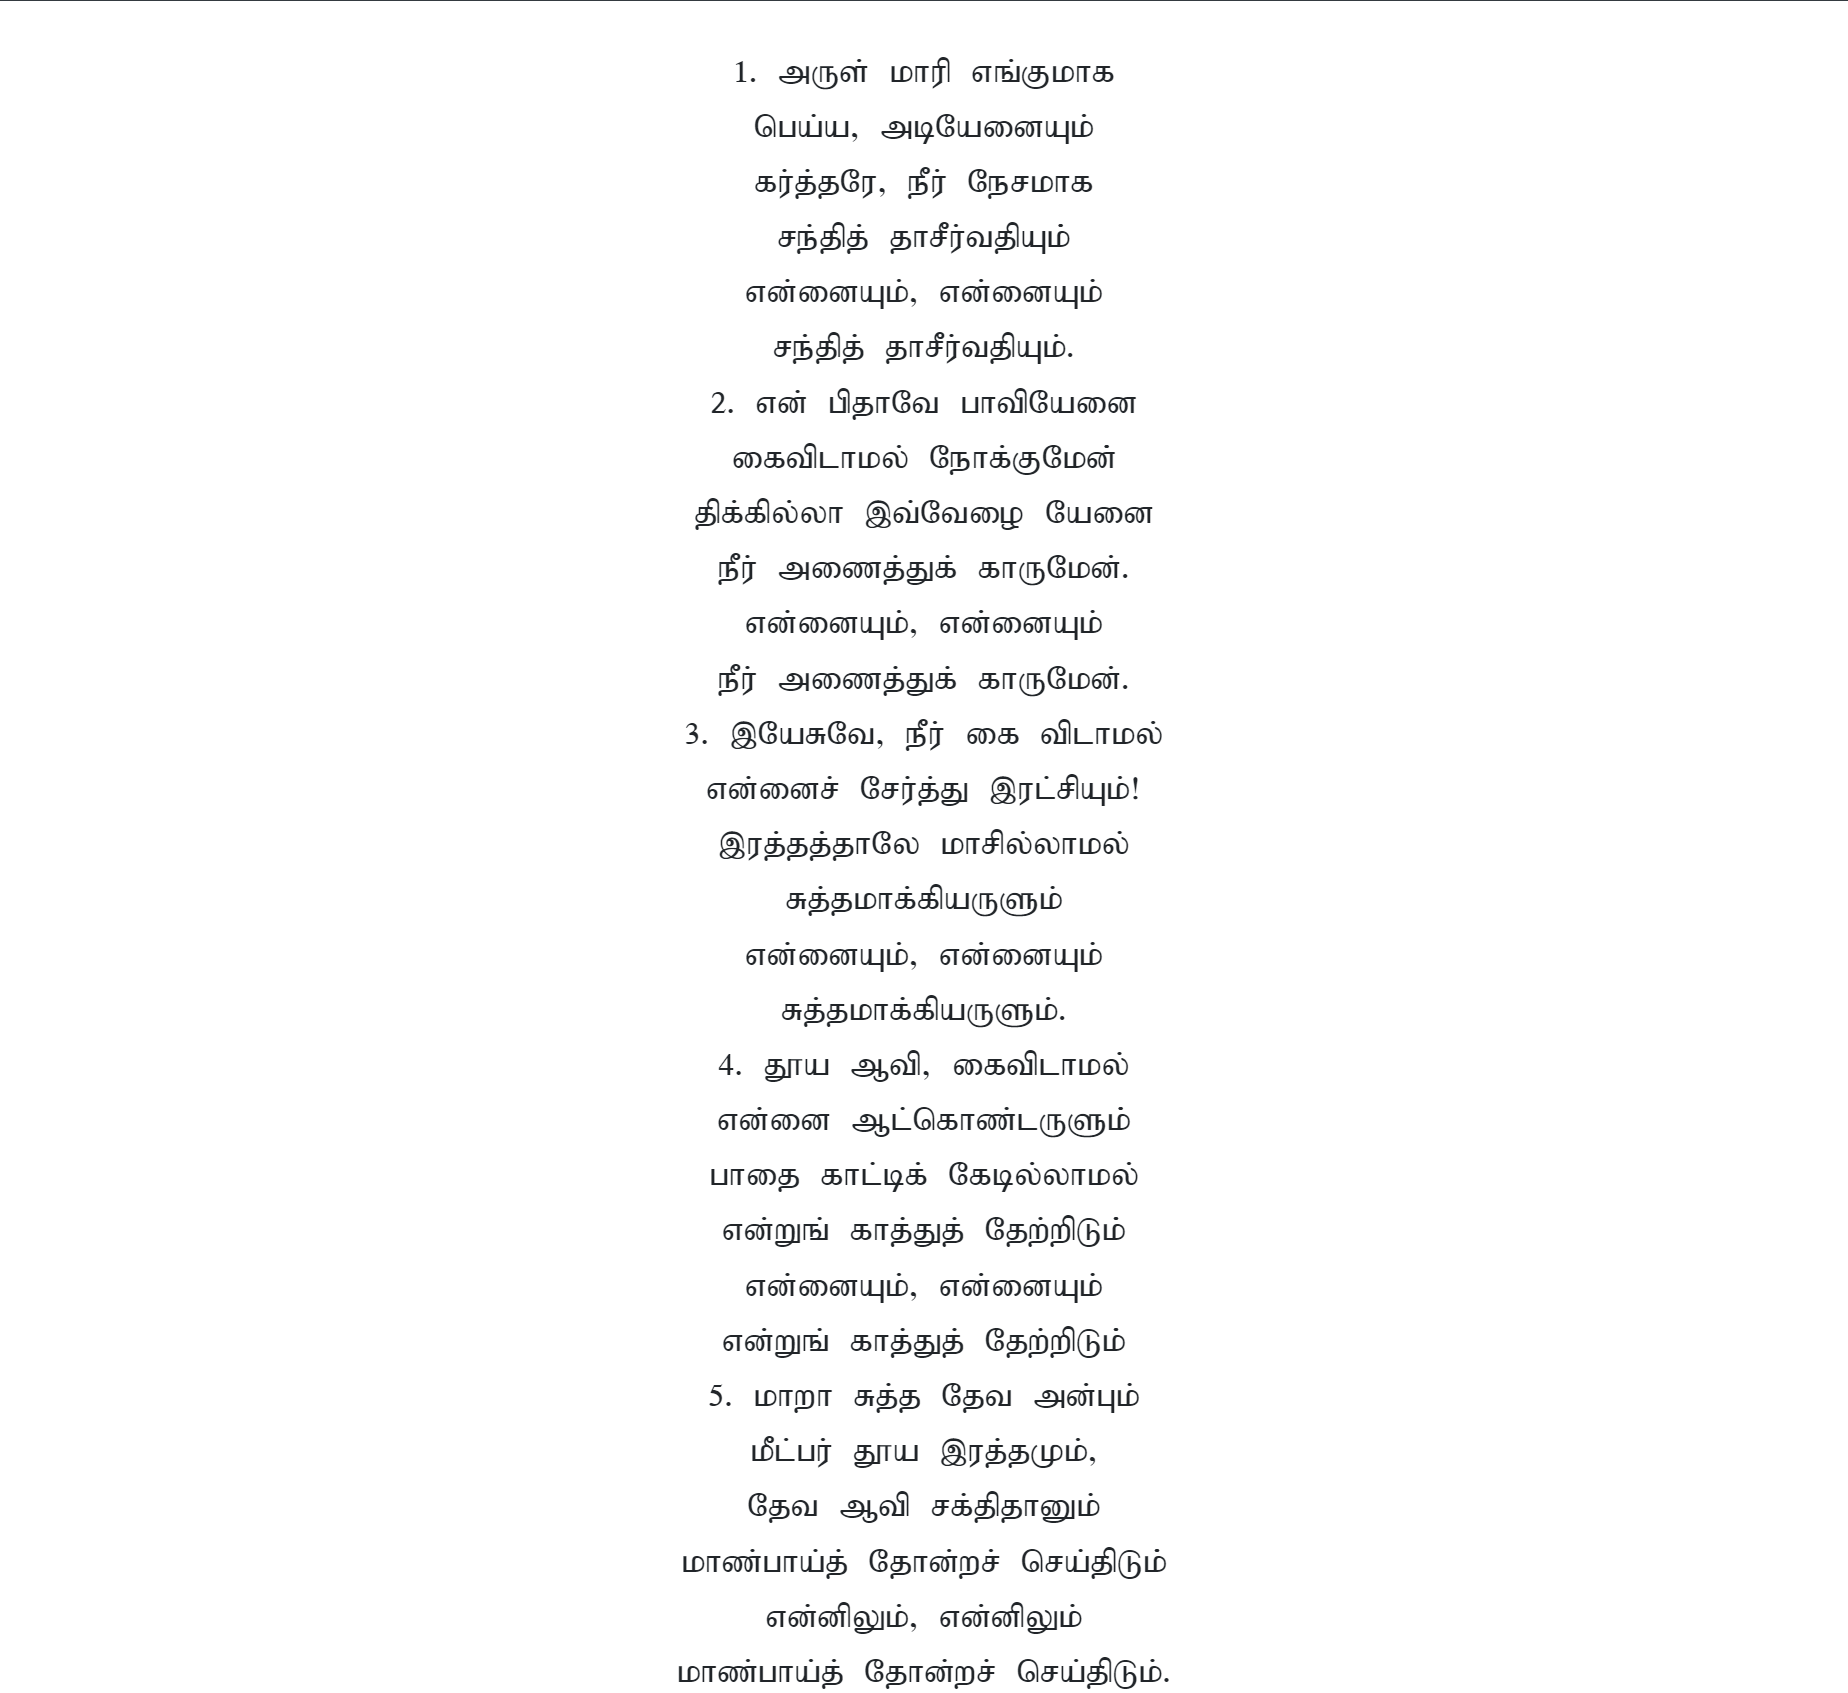 1. அருள் மாரி எங்குமாக
பெய்ய, அடியேனையும்
கர்த்தரே, நீர் நேசமாக
சந்தித் தாசீர்வதியும்
என்னையும், என்னையும்
சந்தித் தாசீர்வதியும்.
2. என் பிதாவே பாவியேனை
கைவிடாமல் நோக்குமேன்
திக்கில்லா இவ்வேழை யேனை
நீர் அணைத்துக் காருமேன்.
என்னையும், என்னையும்
நீர் அணைத்துக் காருமேன்.
3. இயேசுவே, நீர் கை விடாமல்
என்னைச் சேர்த்து இரட்சியும்!
இரத்தத்தாலே மாசில்லாமல்
சுத்தமாக்கியருளும்
என்னையும், என்னையும்
சுத்தமாக்கியருளும்.
4. தூய ஆவி, கைவிடாமல்
என்னை ஆட்கொண்டருளும்
பாதை காட்டிக் கேடில்லாமல்
என்றுங் காத்துத் தேற்றிடும்
என்னையும், என்னையும்
என்றுங் காத்துத் தேற்றிடும்
5. மாறா சுத்த தேவ அன்பும்
மீட்பர் தூய இரத்தமும்,
தேவ ஆவி சக்திதானும்
மாண்பாய்த் தோன்றச் செய்திடும்
என்னிலும், என்னிலும்
மாண்பாய்த் தோன்றச் செய்திடும்.